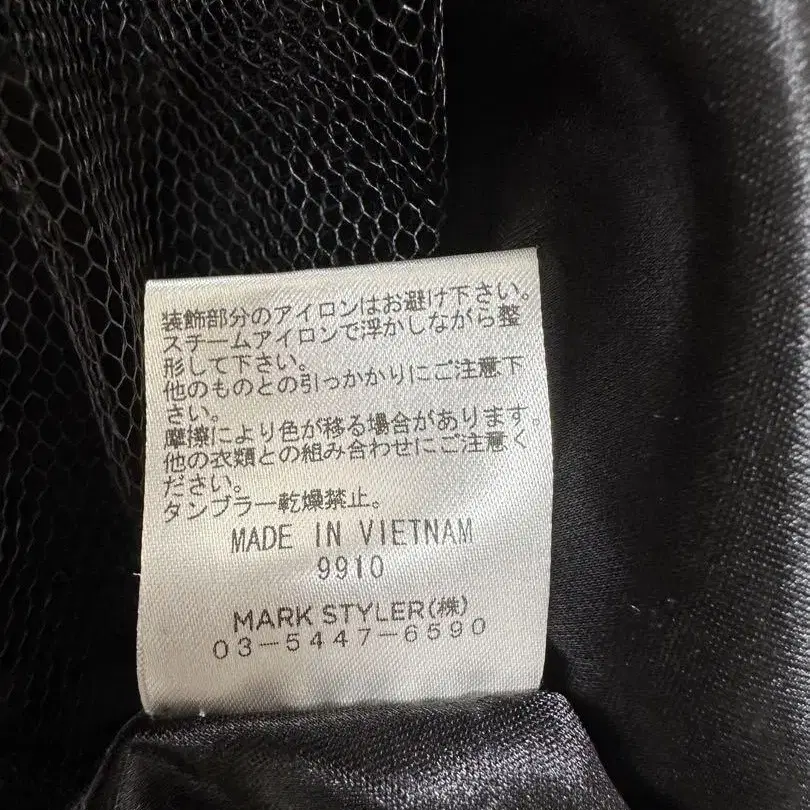 装飾部分のアイロンはお避け下さい。
スチームアイロンで浮かしながら整
形して下さい。
他のものとの引っかかりにご注意下
さい。
摩擦により色が移る場合があります。
他の衣類との組み合わせにご注意く
ださい。
タンブラー乾燥禁止。
MADE IN VIETNAM
9910
MARK STYLER(株)
03-5447-6590